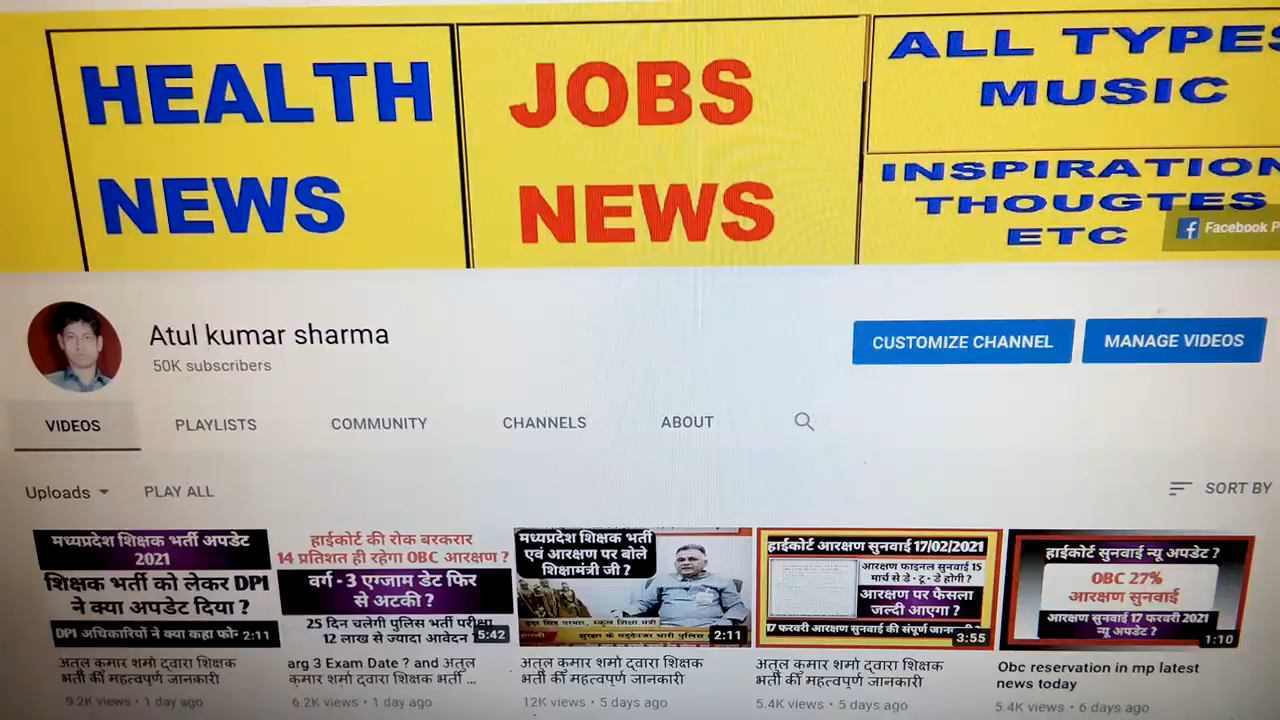 HEALTH
NEWS
JOBS
NEWS
ALL TYPES
MUSIC
INSPIRATION
THOUGTES
ETC
Facebook P
Atul kumar sharma
50K subscribers
CUSTOMIZE CHANNEL
MANAGE VIDEOS
VIDEOS
PLAYLISTS
COMMUNITY
CHANNELS
ABOUT
Uploads
PLAY ALL
SORT BY
मध्यप्रदेश शिक्षक भर्ती अपडेट
2021
शिक्षक भर्ती को लेकर DPI
ने क्या अपडेट दिया ?
DPI अधिकारियों ने क्या कहा फोन
2:11
अतुल कुमार शर्मा द्वारा शिक्षक
भर्ती की महत्वपूर्ण जानकारी
9.2K views • 1 day ago
हाईकोर्ट की रोक बरकरार
14 प्रतिशत ही रहेगा OBC आरक्षण ?
वर्ग - 3 एग्जाम डेट फिर
से अटकी ?
25 दिन चलेगी पुलिस भर्ती परीक्षा
12 लाख से ज्यादा आवेदन
5:42
arg 3 Exam Date ? and अतुल
कुमार शर्मा द्वारा शिक्षक भर्ती ...
6.2K views • 1 day ago
मध्यप्रदेश शिक्षक भर्ती
एवं आरक्षण पर बोले
शिक्षामंत्री जी ?
2:11
अतुल कुमार शर्मा द्वारा शिक्षक
भर्ती की महत्वपूर्ण जानकारी
12K views • 5 days ago
हाईकोर्ट आरक्षण सुनवाई 17/02/2021
आरक्षण फाइनल सुनवाई 15
मार्च से डे - टू - डे होगी ?
आरक्षण पर फैसला
जल्दी आएगा ?
17 फरवरी आरक्षण सुनवाई की संपूर्ण
3:55
अतुल कुमार शर्मा द्वारा शिक्षक
भर्ती की महत्वपूर्ण जानकारी
5.4K views • 5 days ago
हाईकोर्ट सुनवाई न्यू अपडेट ?
OBC 27%
आरक्षण सुनवाई
आरक्षण सुनवाई 17 फरवरी 2021
न्यू अपडेट ?
1:10
Obc reservation in mp latest
news today
5.4K views • 6 days ago